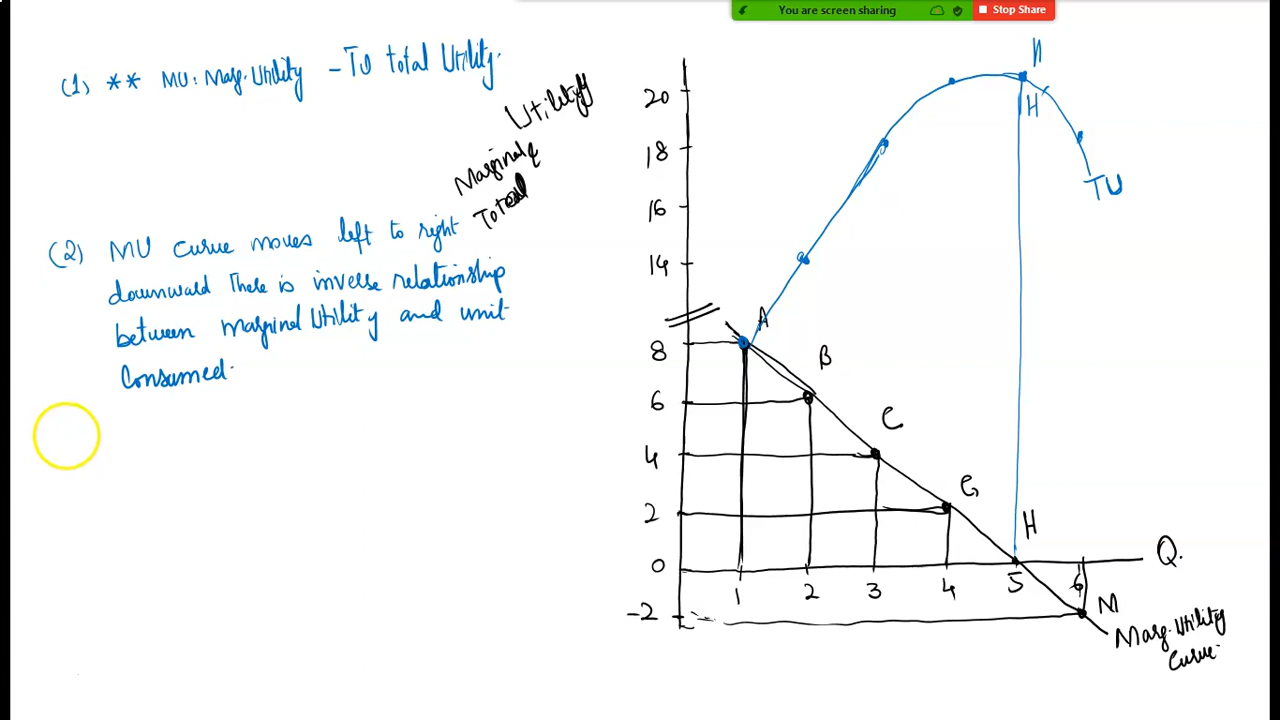 You are screen sharing
Stop Share
(1) ** MU: Marg. Utility - TU total Utility.
Utility
Marginal &
Total
(2) MU curve moves left to right
downward There is inverse relationship
between marginal Utility and unit
Consumed.
20
18
16
14
8
6
4
2
0
-2
H
H
TU
A
B
C
G
H
Q.
1 2 3 4 5 6
M
Marg. Utility
Curve